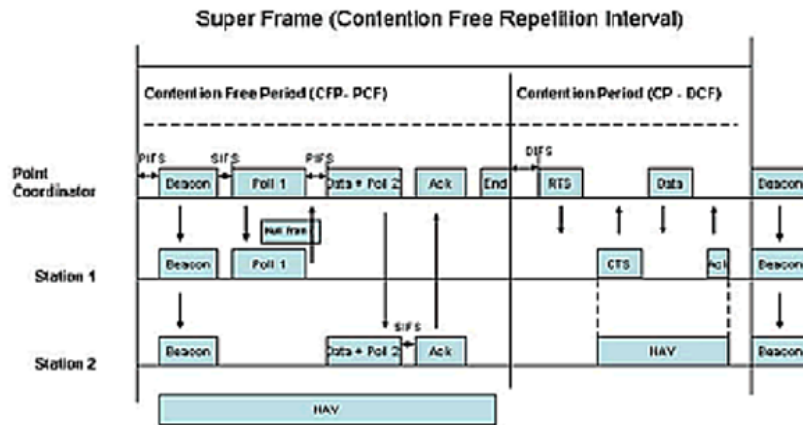 Super Frame (Contention Free Repetition Interval)
Contention Free Period (CFP- PCF)
Contention Period (CP - DCF)
PIFS
SIFS
PIFS
DIFS
Point
Coordinator
Beacon
Poll 1
Data + Poll 2
Ack
End
RTS
Data
Beacon
Null Fram
Station 1
Beacon
Poll 1
CTS
Ack
Beacon
SIFS
Station 2
Beacon
Data + Poll 2
Ack
NAV
Beacon
NAV